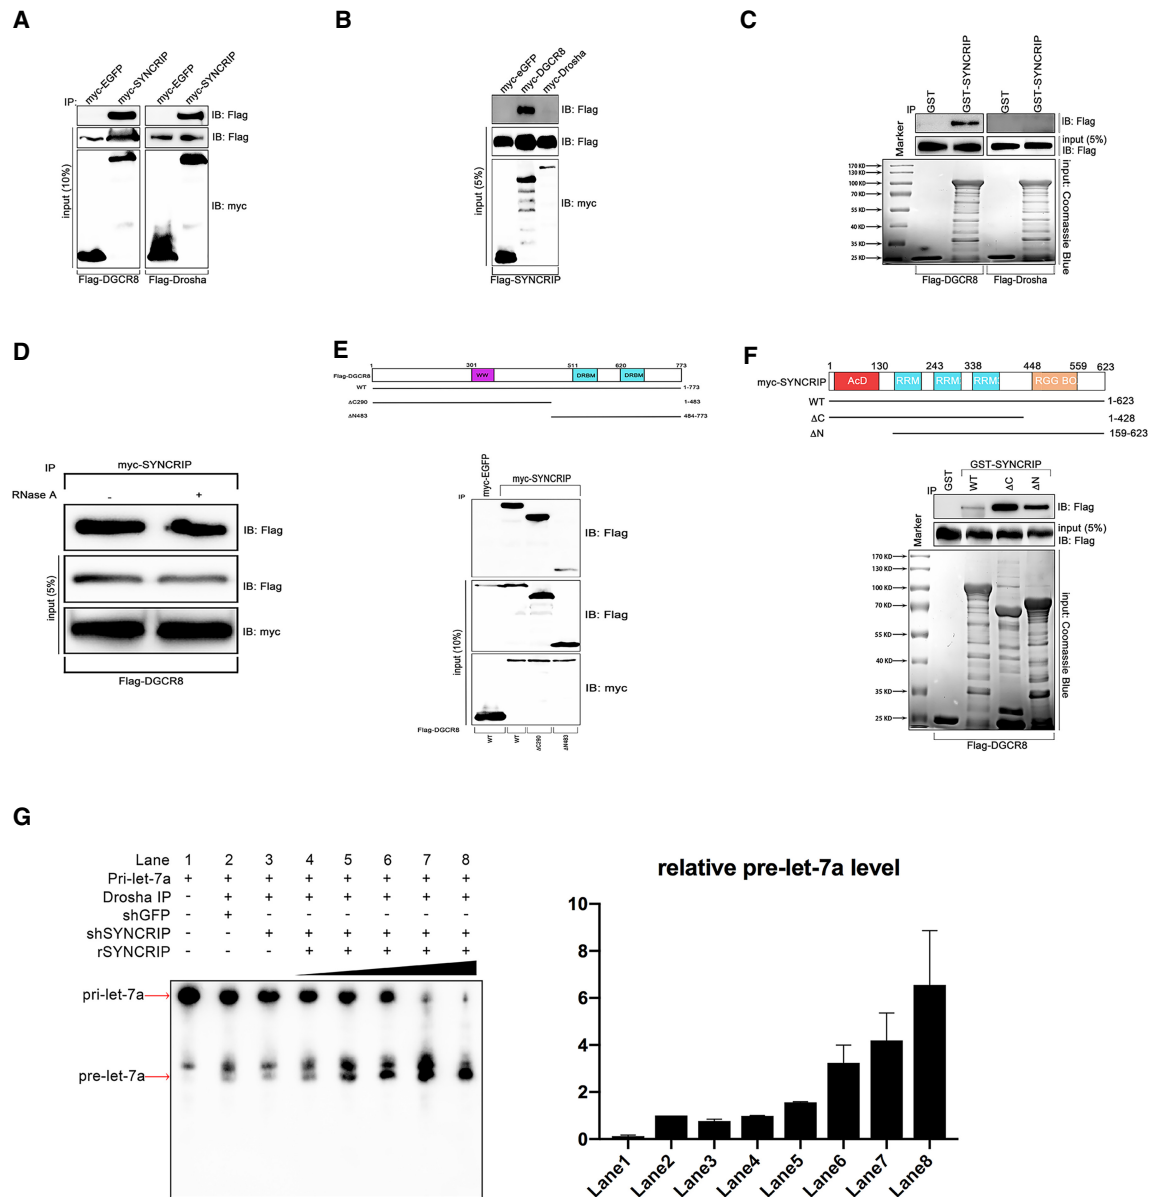 A
IP:
myc-EGFP
myc-SYNCRIP
myc-EGFP
myc-SYNCRIP
IB: Flag
IB: Flag
IB: myc
input (10%)
Flag-DGCR8
Flag-Drosha
B
myc-eGFP
myc-DGCR8
myc-Drosha
IB: Flag
IB: Flag
IB: myc
input (5%)
Flag-SYNCRIP
C
IP
GST
GST-SYNCRIP
GST
GST-SYNCRIP
Marker
IB: Flag
input (5%)
IB: Flag
170 KD
130 KD
100 KD
70 KD
55 KD
40 KD
35 KD
25 KD
input: Coomassie Blue
Flag-DGCR8
Flag-Drosha
D
IP
myc-SYNCRIP
RNase A - +
IB: Flag
IB: Flag
IB: myc
input (5%)
Flag-DGCR8
E
1 301 511 620 773
Flag-DGCR8 WW DRBM DRBM
WT 1-773
ΔC290 1-483
ΔN483 484-773
IP
myc-EGFP
myc-SYNCRIP
IB: Flag
IB: Flag
IB: myc
input (10%)
Flag-DGCR8
WT
WT
ΔC290
ΔN483
F
1 130 243 338 448 559 623
myc-SYNCRIP AcD RRM RRM RRM RGG BO
WT 1-623
ΔC 1-428
ΔN 159-623
GST-SYNCRIP
IP
GST
WT
ΔC
ΔN
Marker
IB: Flag
input (5%)
IB: Flag
170 KD
130 KD
100 KD
70 KD
55 KD
40 KD
35 KD
25 KD
input: Coomassie Blue
Flag-DGCR8
G
Lane 1 2 3 4 5 6 7 8
Pri-let-7a + + + + + + + +
Drosha IP - + + + + + + +
shGFP - + - - - - - -
shSYNCRIP - - + + + + + +
rSYNCRIP - - - + + + + +
pri-let-7a
pre-let-7a
relative pre-let-7a level
10
8
6
4
2
0
Lane1
Lane2
Lane3
Lane4
Lane5
Lane6
Lane7
Lane8